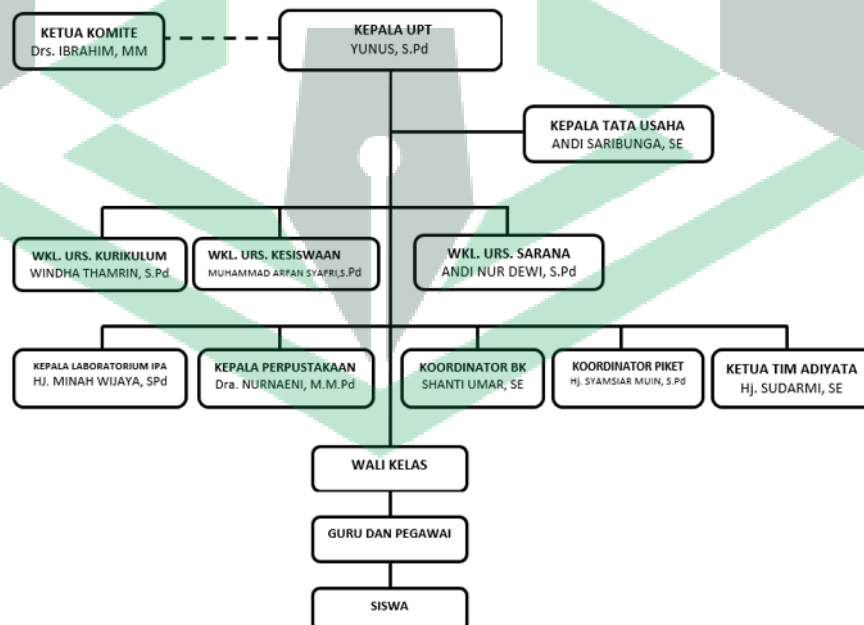 KETUA KOMITE
Drs. IBRAHIM, MM
KEPALA UPT
YUNUS, S.Pd
KEPALA TATA USAHA
ANDI SARIBUNGA, SE
WKL. URS. KURIKULUM
WINDHA THAMRIN, S.Pd
WKL. URS. KESISWAAN
MUHAMMAD ARFAN SYAFRI,S.Pd
WKL. URS. SARANA
ANDI NUR DEWI, S.Pd
KEPALA LABORATORIUM IPA
HJ. MINAH WIJAYA, SPd
KEPALA PERPUSTAKAAN
Dra. NURNAENI, M.M.Pd
KOORDINATOR BK
SHANTI UMAR, SE
KOORDINATOR PIKET
Hj. SYAMSIAR MUIN, S.Pd
KETUA TIM ADIYATA
Hj. SUDARMI, SE
WALI KELAS
GURU DAN PEGAWAI
SISWA